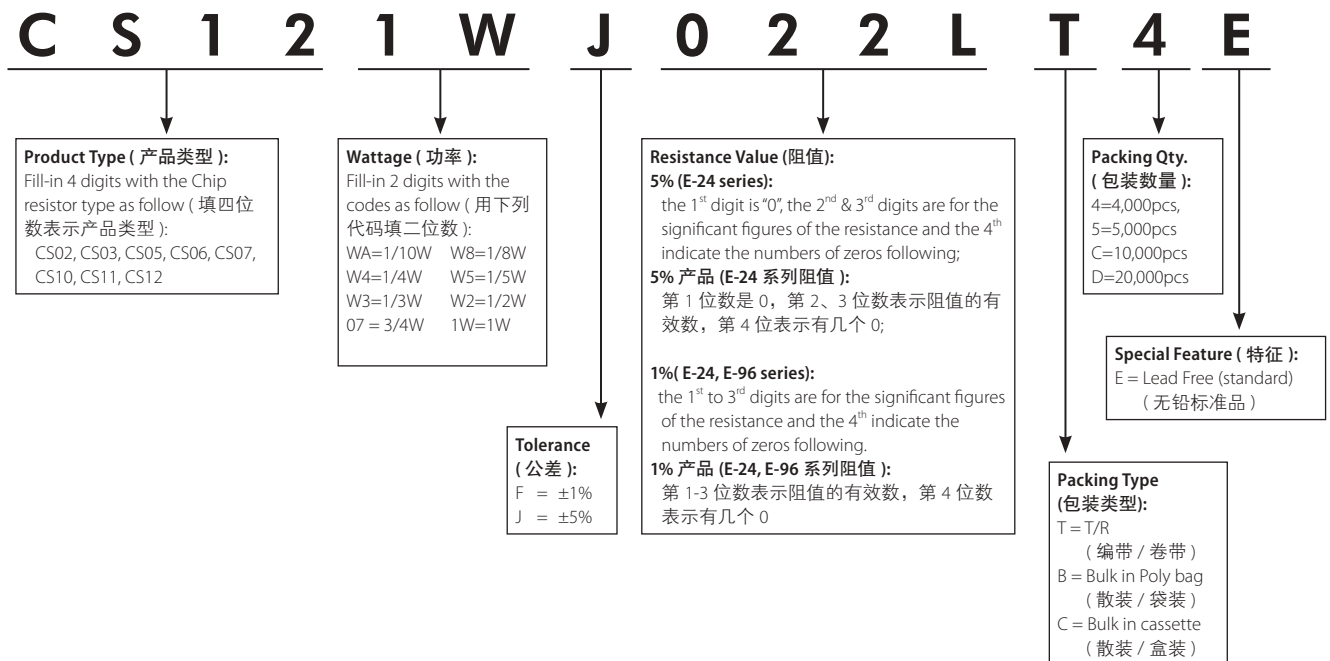 C S 1 2 1 W J 0 2 2 L T 4 E
Product Type ( 产品类型 ):
Fill-in 4 digits with the Chip
resistor type as follow ( 填四位
数表示产品类型 ):
CS02, CS03, CS05, CS06, CS07,
CS10, CS11, CS12
Wattage ( 功率 ):
Fill-in 2 digits with the
codes as follow ( 用下列
代码填二位数 ):
WA=1/10W W8=1/8W
W4=1/4W W5=1/5W
W3=1/3W W2=1/2W
07 = 3/4W 1W=1W
Tolerance
( 公差 ):
F = ±1%
J = ±5%
Resistance Value (阻值):
5% (E-24 series):
the 1st digit is “0”, the 2nd & 3rd digits are for the
significant figures of the resistance and the 4th
indicate the numbers of zeros following;
5% 产品 (E-24 系列阻值 ):
第 1 位数是 0，第 2、3 位数表示阻值的有
效数，第 4 位表示有几个 0;
1%( E-24, E-96 series):
the 1st to 3rd digits are for the significant figures
of the resistance and the 4th indicate the
numbers of zeros following.
1% 产品 (E-24, E-96 系列阻值 ):
第 1-3 位数表示阻值的有效数，第 4 位数
表示有几个 0
Packing Qty.
( 包装数量 ):
4=4,000pcs,
5=5,000pcs
C=10,000pcs
D=20,000pcs
Special Feature ( 特征 ):
E = Lead Free (standard)
( 无铅标准品 )
Packing Type
(包装类型):
T = T/R
( 编带 / 卷带 )
B = Bulk in Poly bag
( 散装 / 袋装 )
C = Bulk in cassette
( 散装 / 盒装 )